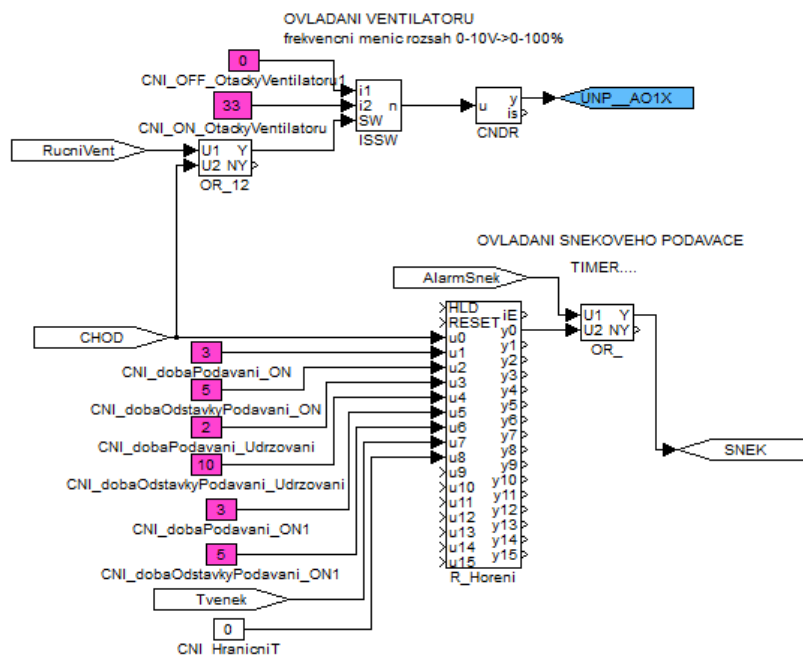 OVLADANI VENTILATORU
frekvencni menic rozsah 0-10V->0-100%
0
CNI_OFF_OtackyVentilatoru1
33
CNI_ON_OtackyVentilatoru
i1
i2 n
SW
ISSW
u y
is
CNDR
UNP__AO1X
RucniVent
U1 Y
U2 NY
OR_12
OVLADANI SNEKOVEHO PODAVACE
TIMER....
AlarmSnek
U1 Y
U2 NY
OR_
CHOD
3
CNI_dobaPodavani_ON
5
CNI_dobaOdstavkyPodavani_ON
2
CNI_dobaPodavani_Udrzovani
10
CNI_dobaOdstavkyPodavani_Udrzovani
3
CNI_dobaPodavani_ON1
5
CNI_dobaOdstavkyPodavani_ON1
Tvenek
0
CNI_HranicniT
HLD iE
RESET y0
u0 y1
u1 y2
u2 y3
u3 y4
u4 y5
u5 y6
u6 y7
u7 y8
u8 y9
u9 y10
u10 y11
u11 y12
u12 y13
u13 y14
u14 y15
u15
R_Horeni
SNEK